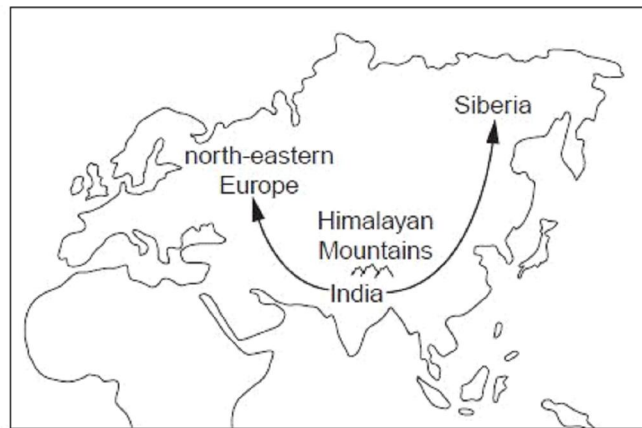 Siberia
north-eastern
Europe
Himalayan
Mountains
India